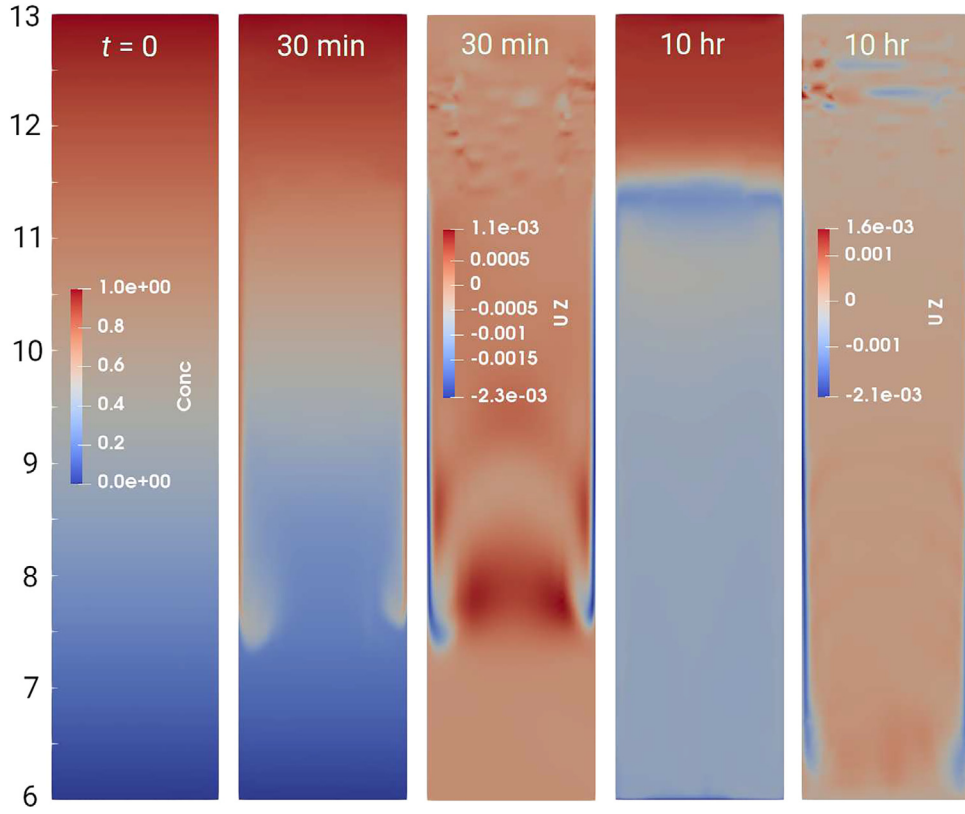 13
12
11
10
9
8
7
6
t = 0
1.0e+00
0.8
0.6
0.4
0.2
0.0e+00
Conc
30 min
30 min
1.1e-03
0.0005
0
-0.0005
-0.001
-0.0015
-2.3e-03
U Z
10 hr
10 hr
1.6e-03
0.001
0
-0.001
-2.1e-03
U Z